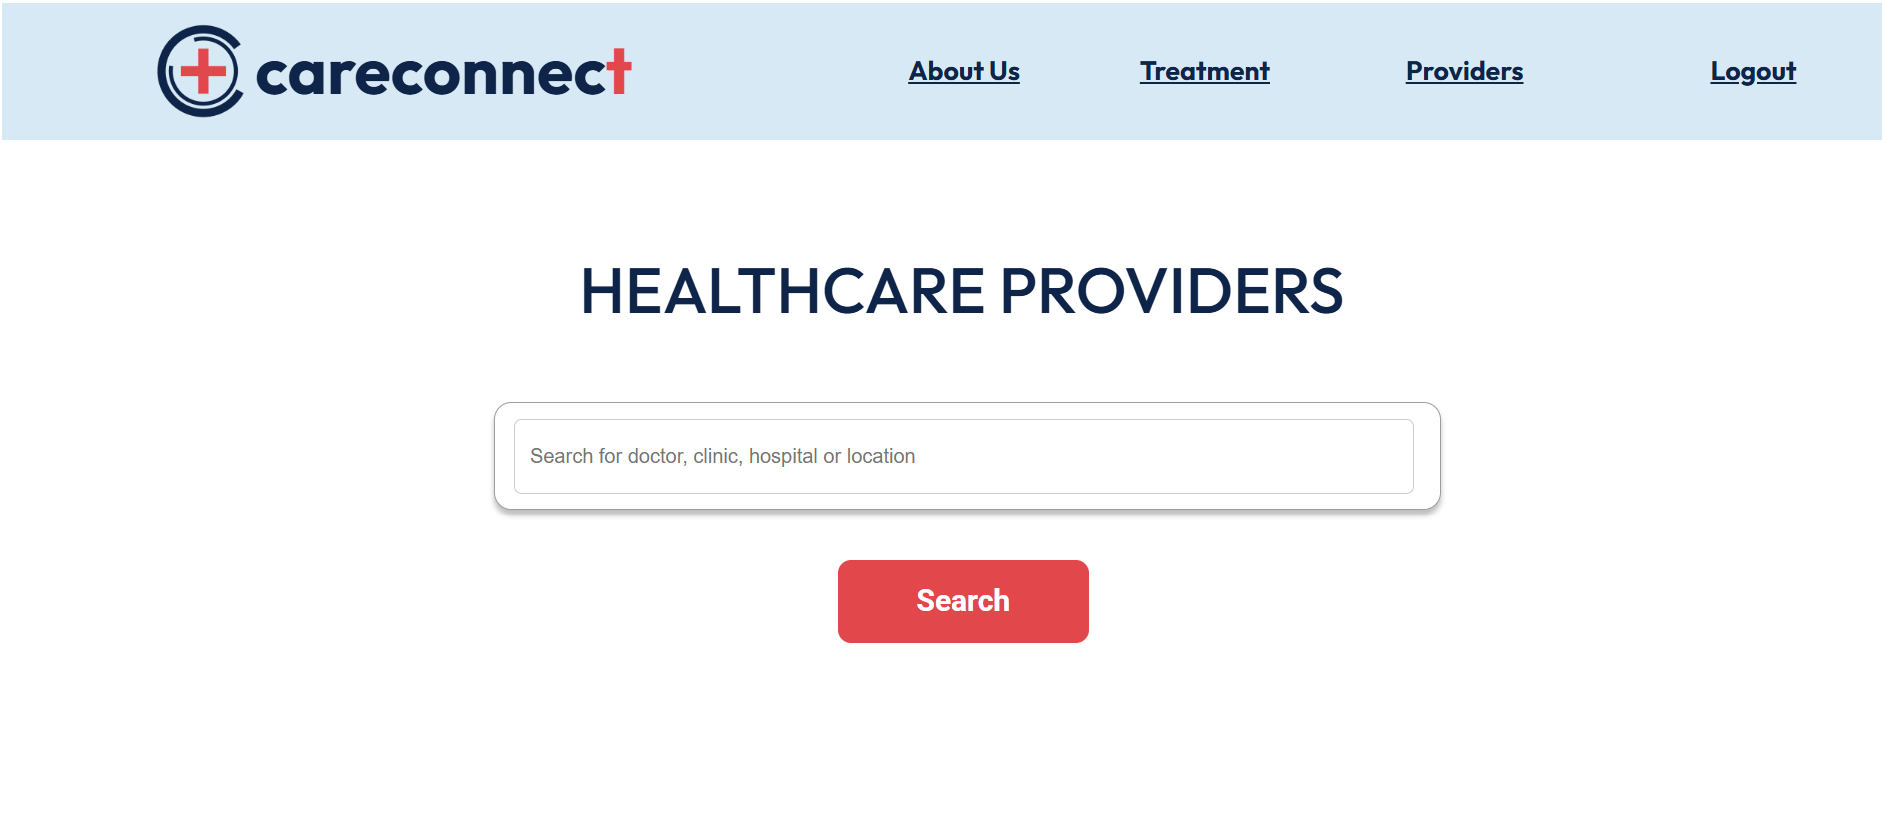 careconnect
About Us
Treatment
Providers
Logout
HEALTHCARE PROVIDERS
Search for doctor, clinic, hospital or location
Search